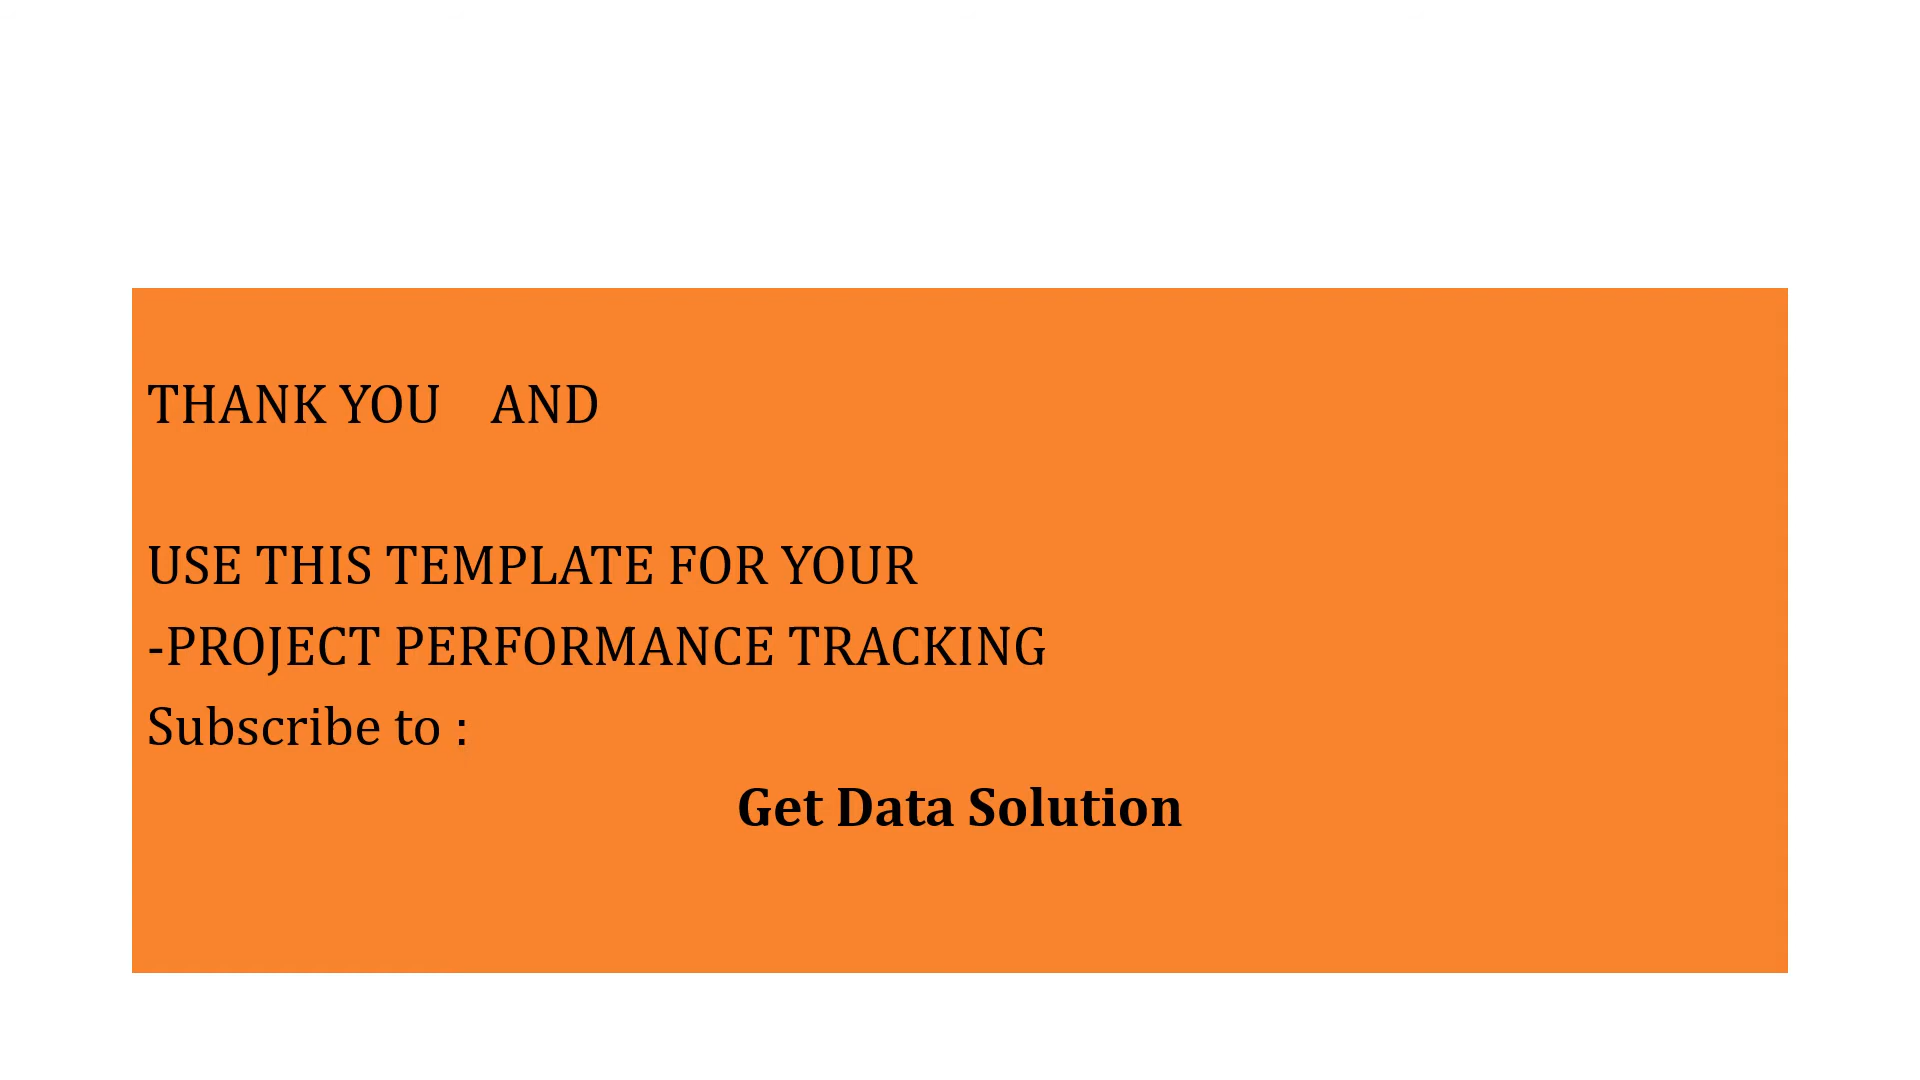 THANK YOU    AND
USE THIS TEMPLATE FOR YOUR
-PROJECT PERFORMANCE TRACKING
Subscribe to :
Get Data Solution